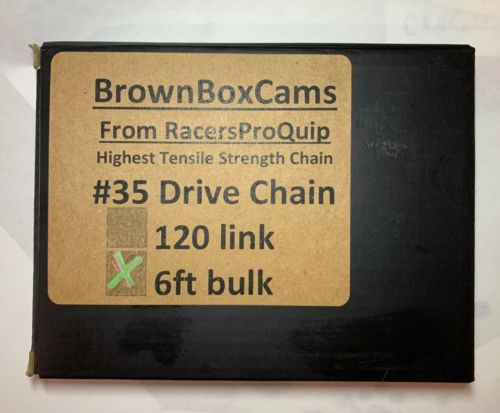 BrownBoxCams
From RacersProQuip
Highest Tensile Strength Chain
#35 Drive Chain
120 link
6ft bulk